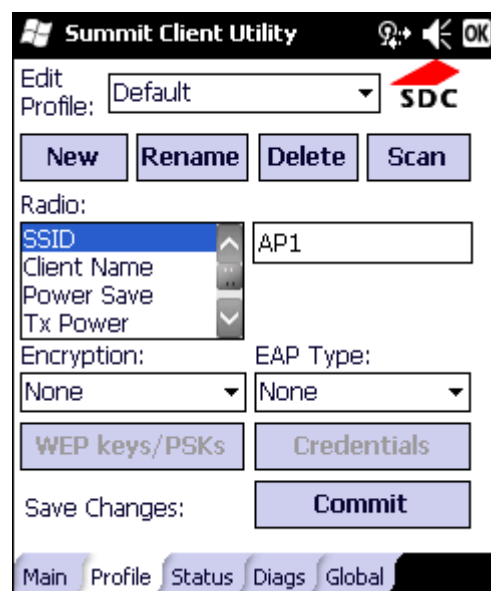 Summit Client Utility OK
Edit
Profile: Default
SDC
New Rename Delete Scan
Radio:
SSID AP1
Client Name
Power Save
Tx Power
Encryption: EAP Type:
None None
WEP keys/PSKs Credentials
Save Changes: Commit
Main Profile Status Diags Global